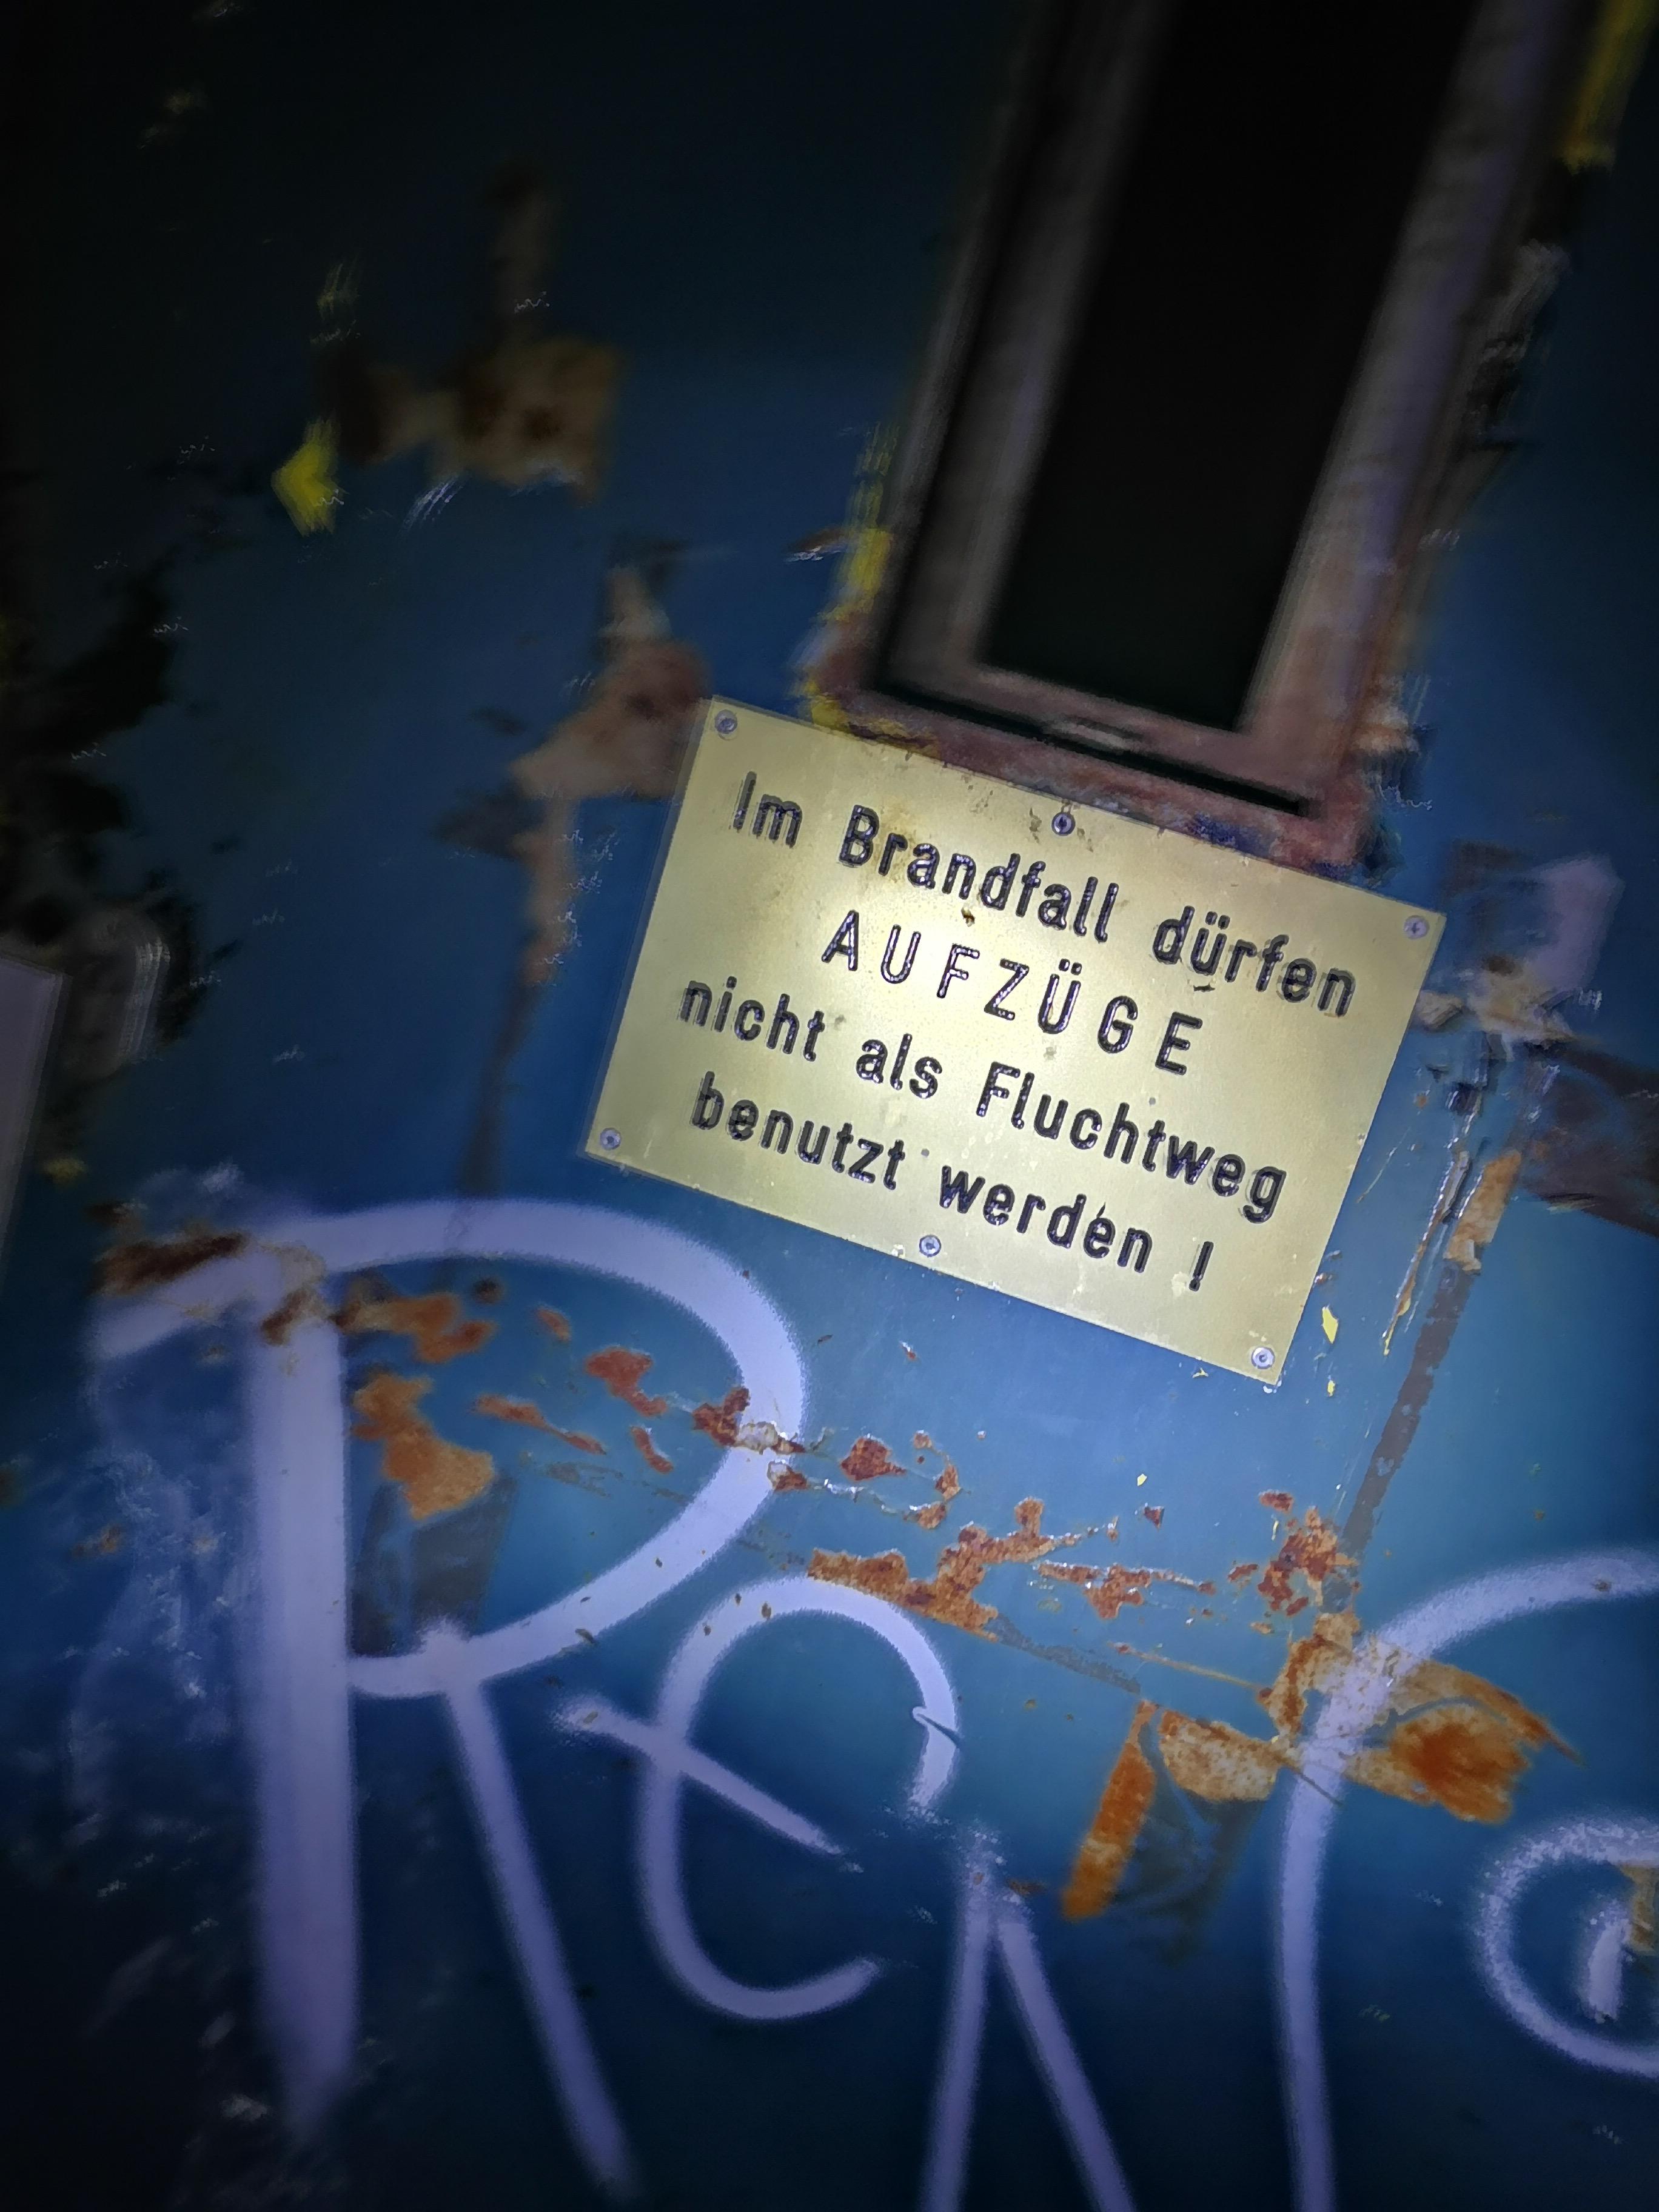 Im Brandfall dürfen
AUFZÜGE
nicht als Fluchtweg
benutzt werden !